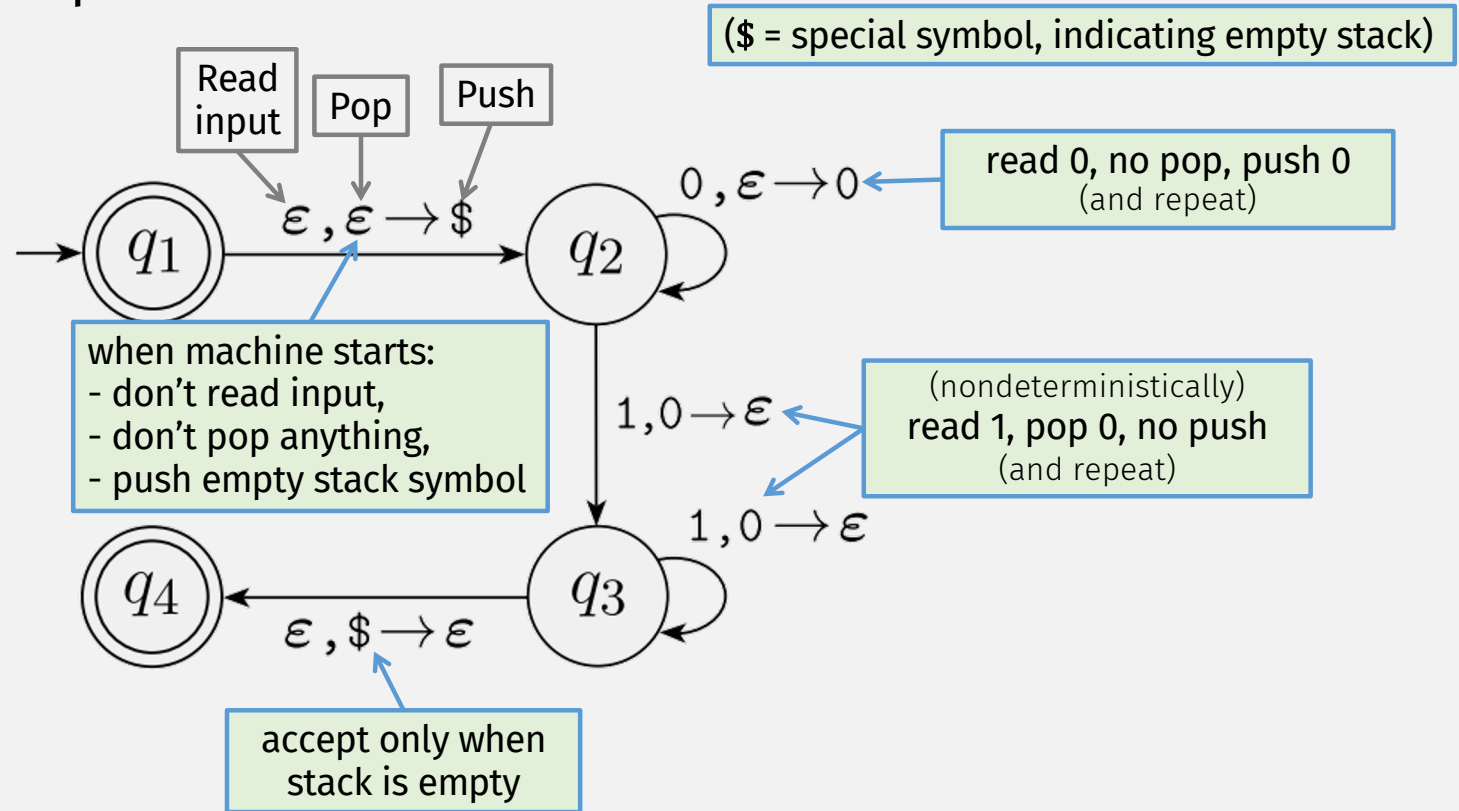 ($ = special symbol, indicating empty stack)
Read
input
Pop
Push
ε, ε → $
0, ε → 0
read 0, no pop, push 0
(and repeat)
q1
q2
when machine starts:
- don’t read input,
- don’t pop anything,
- push empty stack symbol
1,0 → ε
(nondeterministically)
read 1, pop 0, no push
(and repeat)
1,0 → ε
q4
q3
ε, $ → ε
accept only when
stack is empty